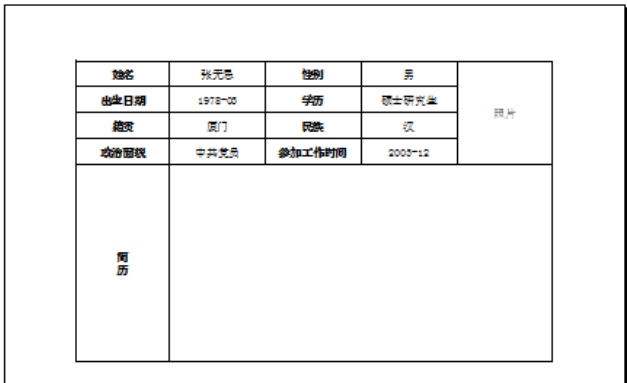 姓名 张无忌 性别 男
出生日期 1978-08 学历 硕士研究生
照片
籍贯 厦门 民族 汉
政治面貌 中共党员 参加工作时间 2003-12
简
历